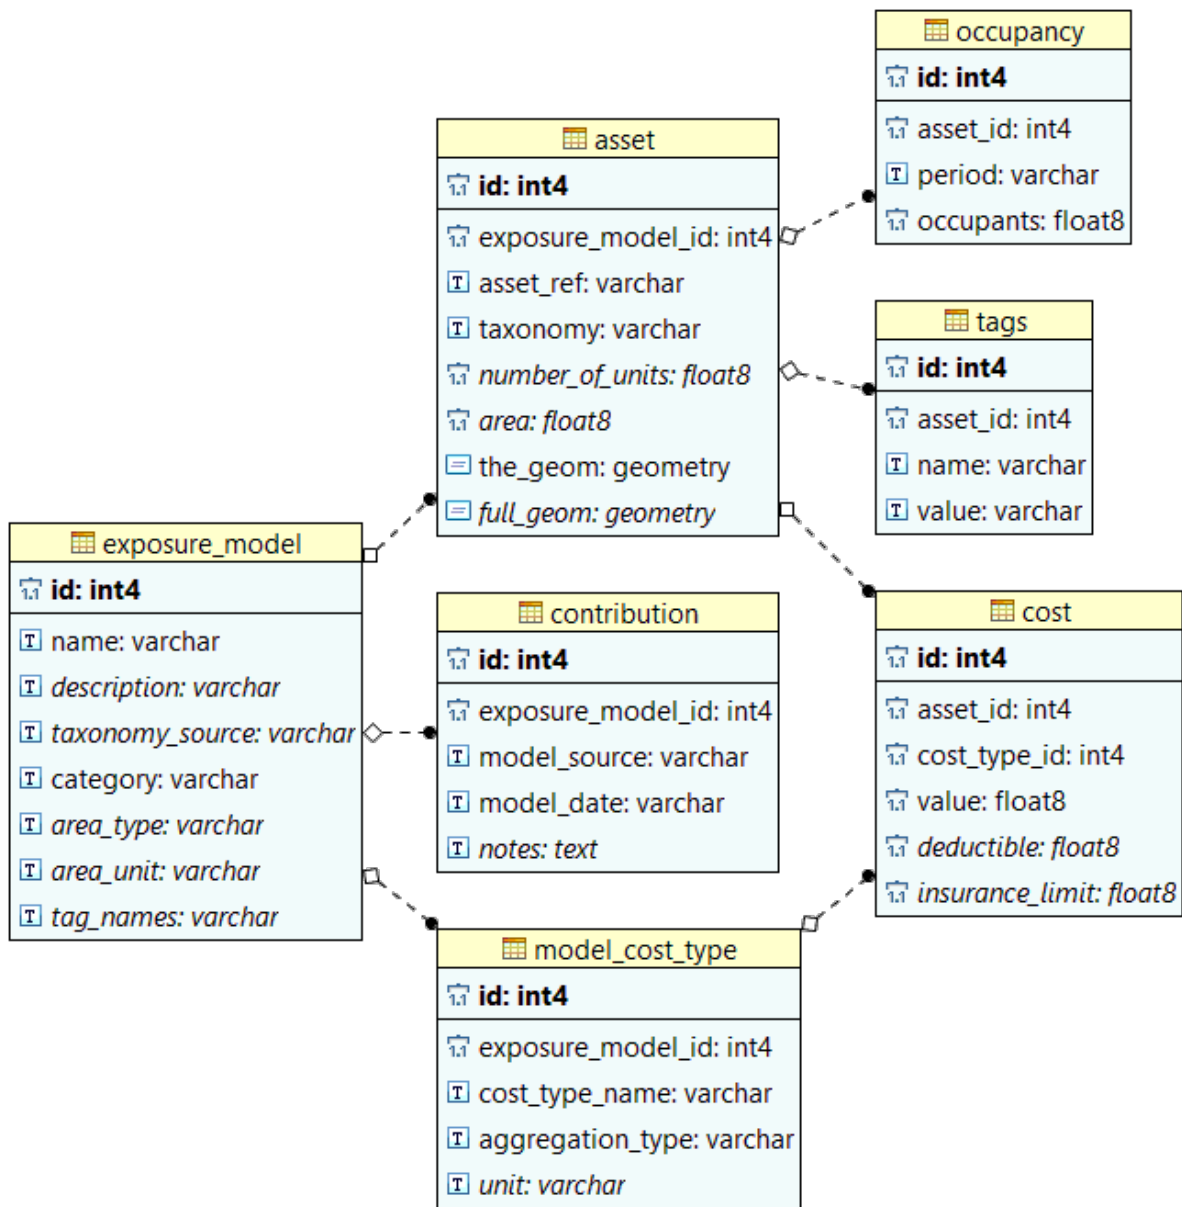 occupancy
id: int4
asset_id: int4
period: varchar
occupants: float8
asset
id: int4
exposure_model_id: int4
asset_ref: varchar
taxonomy: varchar
number_of_units: float8
area: float8
the_geom: geometry
full_geom: geometry
tags
id: int4
asset_id: int4
name: varchar
value: varchar
exposure_model
id: int4
name: varchar
description: varchar
taxonomy_source: varchar
category: varchar
area_type: varchar
area_unit: varchar
tag_names: varchar
contribution
id: int4
exposure_model_id: int4
model_source: varchar
model_date: varchar
notes: text
cost
id: int4
asset_id: int4
cost_type_id: int4
value: float8
deductible: float8
insurance_limit: float8
model_cost_type
id: int4
exposure_model_id: int4
cost_type_name: varchar
aggregation_type: varchar
unit: varchar